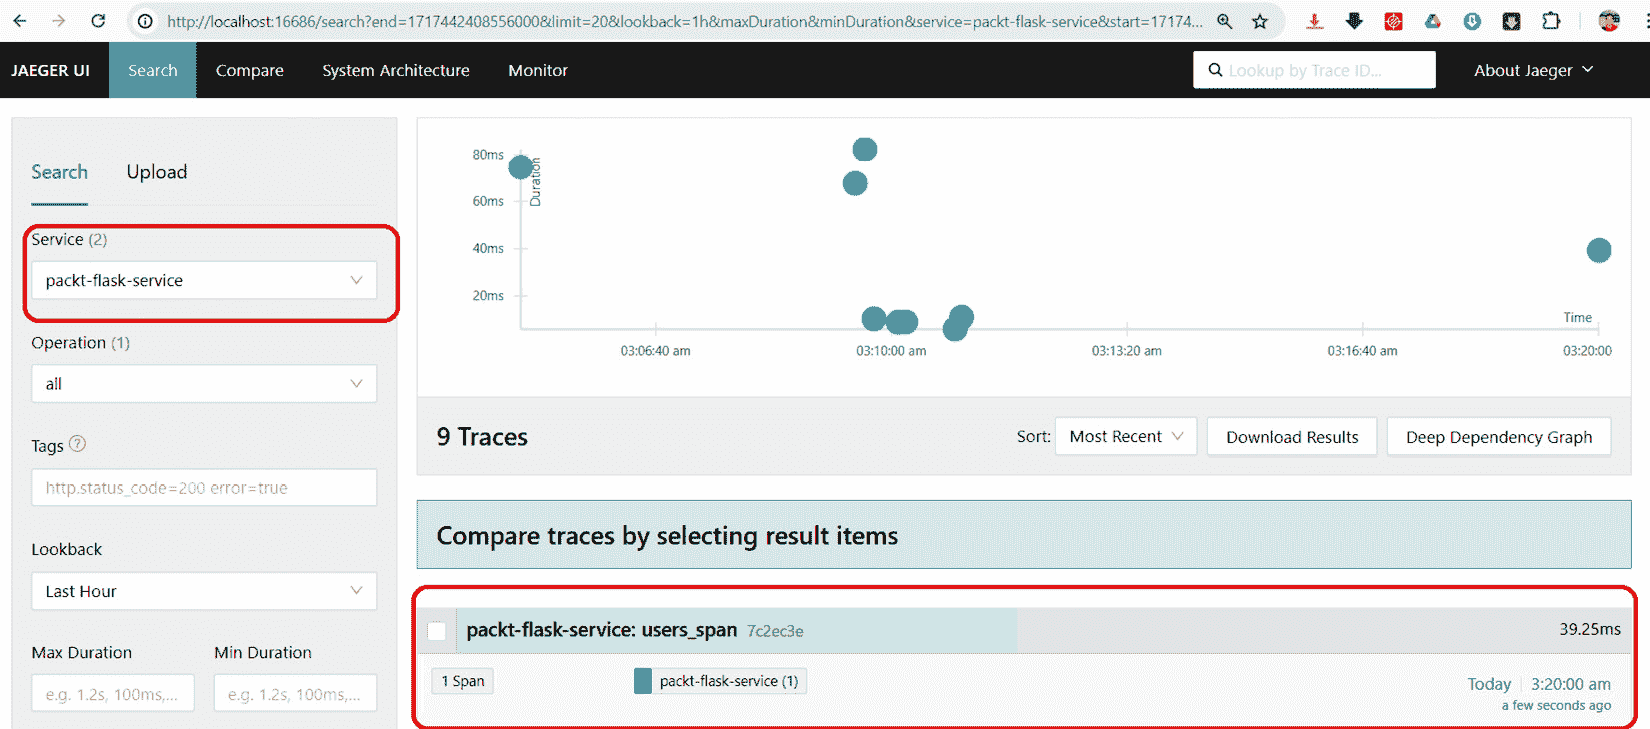 http://localhost:16686/search?end=1717442408556000&limit=20&lookback=1h&maxDuration&minDuration&service=packt-flask-service&start=17174...
JAEGER UI Search Compare System Architecture Monitor Lookup by Trace ID... About Jaeger
Search Upload
Service (2)
packt-flask-service
Operation (1)
all
Tags ?
http.status_code=200 error=true
Lookback
Last Hour
Max Duration Min Duration
e.g. 1.2s, 100ms,... e.g. 1.2s, 100ms,...
80ms
60ms
40ms
20ms
Duration
Time
03:06:40 am 03:10:00 am 03:13:20 am 03:16:40 am 03:20:00
9 Traces Sort: Most Recent Download Results Deep Dependency Graph
Compare traces by selecting result items
packt-flask-service: users_span 7c2ec3e 39.25ms
1 Span packt-flask-service (1) Today 3:20:00 am
a few seconds ago